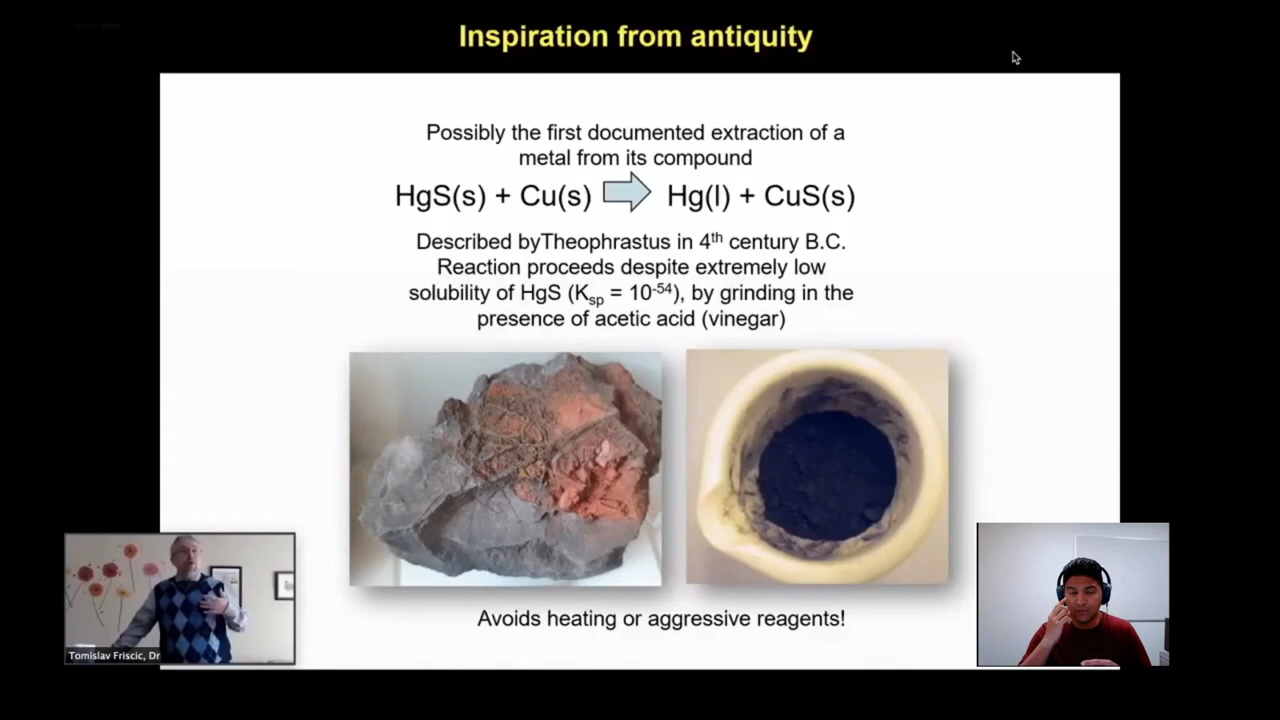 Inspiration from antiquity
Possibly the first documented extraction of a
metal from its compound
HgS(s) + Cu(s) Hg(l) + CuS(s)
Described byTheophrastus in 4th century B.C.
Reaction proceeds despite extremely low
solubility of HgS (Ksp = 10-54), by grinding in the
presence of acetic acid (vinegar)
Avoids heating or aggressive reagents!
Tomislav Friscic, Dr